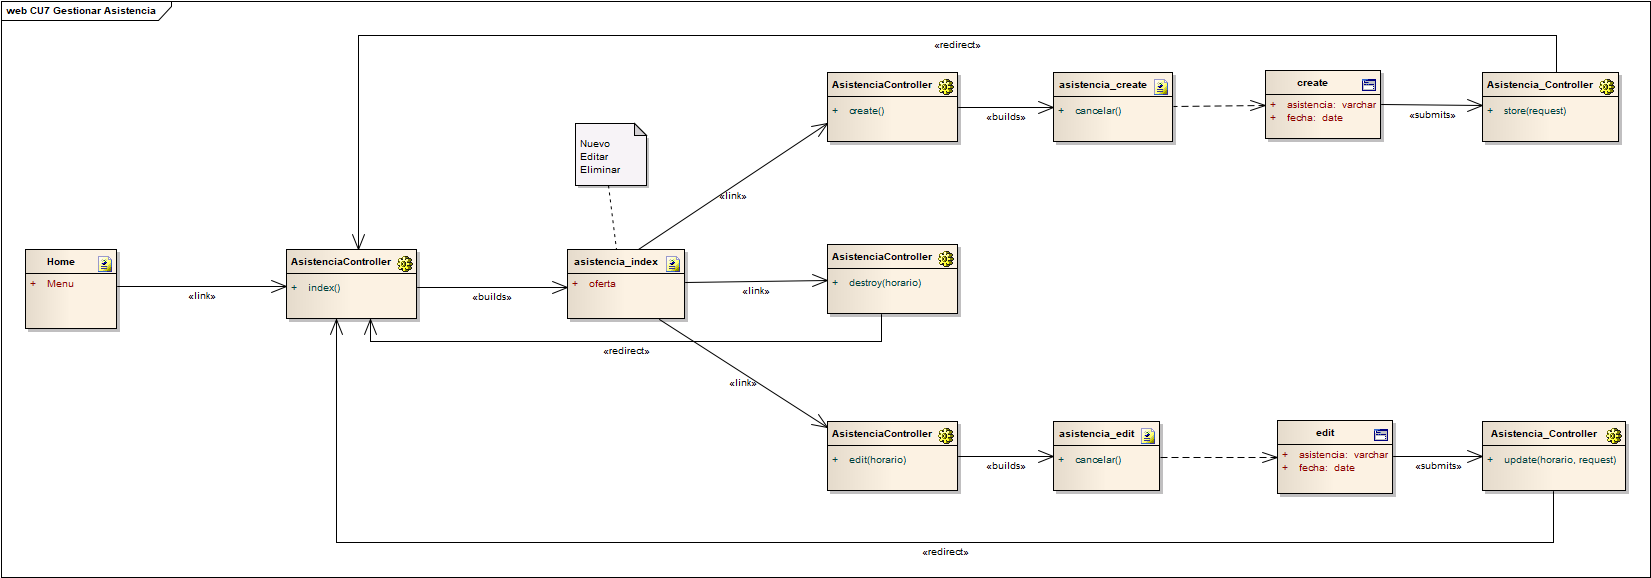 web CU7 Gestionar Asistencia
«redirect»
AsistenciaController
+ create()
«builds»
asistencia_create
+ cancelar()
create
+ asistencia: varchar
+ fecha: date
«submits»
Asistencia_Controller
+ store(request)
Nuevo
Editar
Eliminar
«link»
Home
+ Menu
«link»
AsistenciaController
+ index()
«builds»
asistencia_index
+ oferta
«link»
AsistenciaController
+ destroy(horario)
«redirect»
«link»
AsistenciaController
+ edit(horario)
«builds»
asistencia_edit
+ cancelar()
edit
+ asistencia: varchar
+ fecha: date
«submits»
Asistencia_Controller
+ update(horario, request)
«redirect»